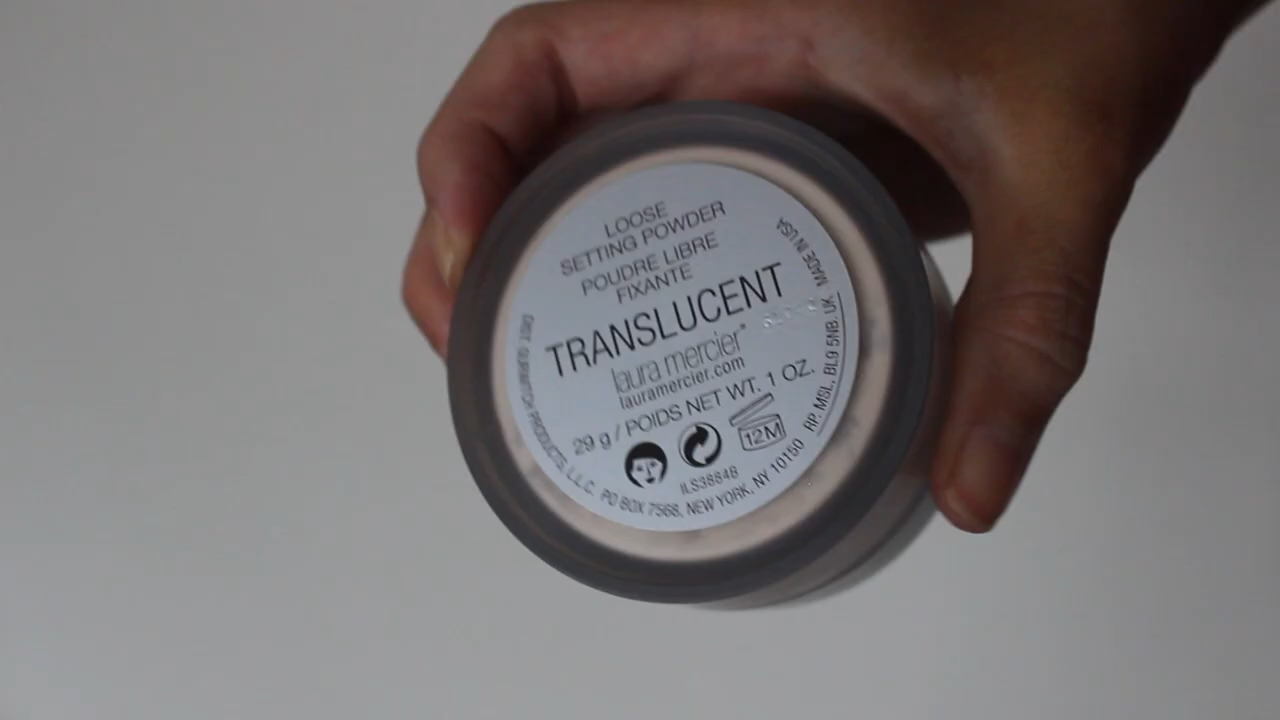 LOOSE
SETTING POWDER
POUDRE LIBRE
FIXANTE
TRANSLUCENT
laura mercier®
lauramercier.com
29 g / POIDS NET WT. 1 OZ.
12M
ILS3884B
DIST. GURWITCH PRODUCTS, L.L.C. PO BOX 7568, NEW YORK, NY 10150
RP. MSL, BL9 5NB. UK
MADE IN USA